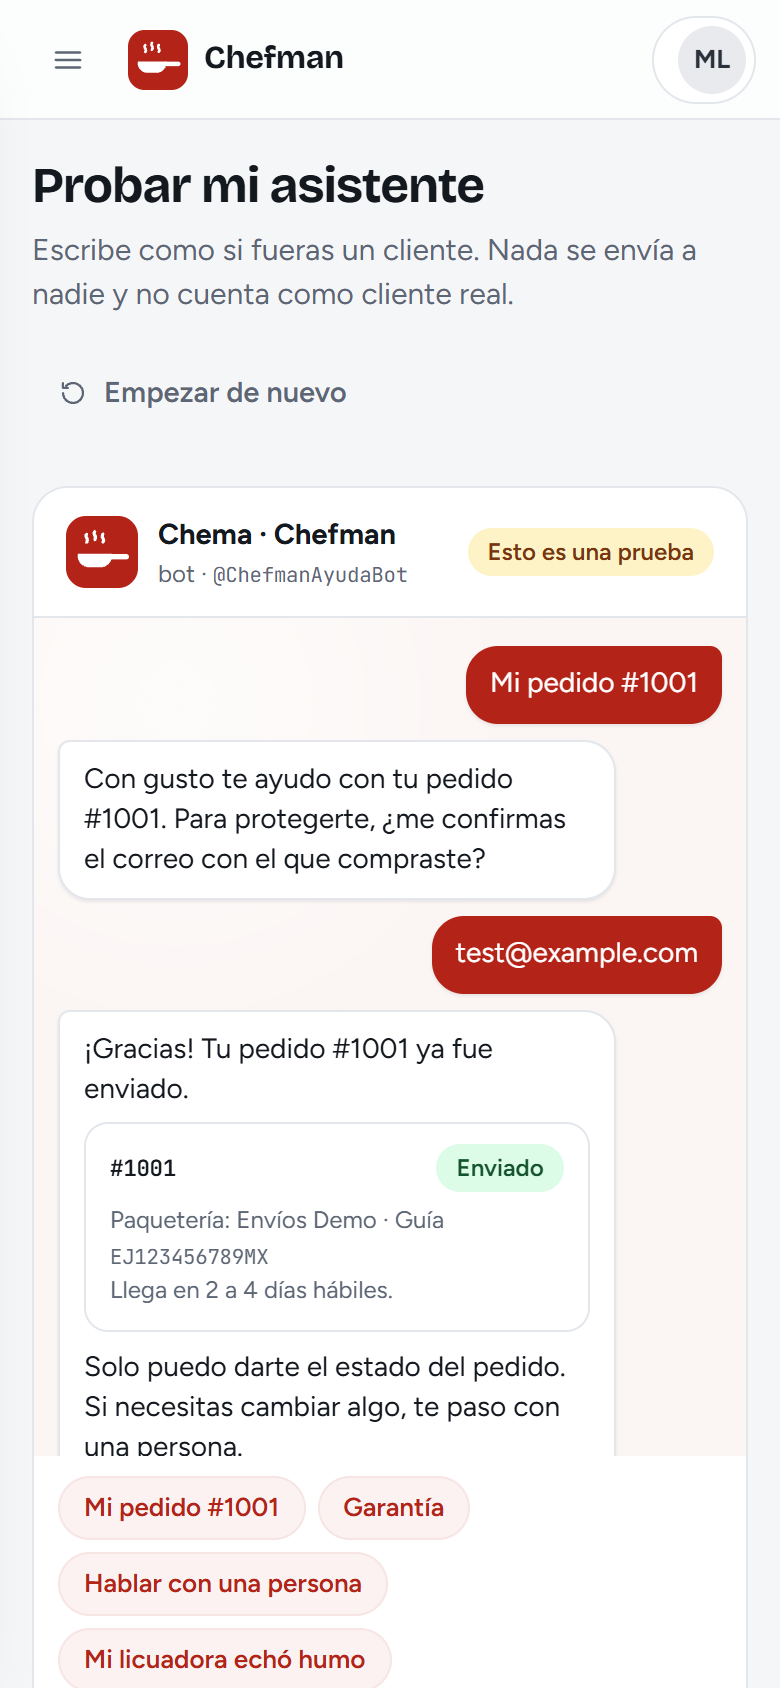 Chefman
ML
Probar mi asistente
Escribe como si fueras un cliente. Nada se envía a
nadie y no cuenta como cliente real.
Empezar de nuevo
Chema · Chefman
bot · @ChefmanAyudaBot
Esto es una prueba
Mi pedido #1001
Con gusto te ayudo con tu pedido
#1001. Para protegerte, ¿me confirmas
el correo con el que compraste?
test@example.com
¡Gracias! Tu pedido #1001 ya fue
enviado.
#1001
Enviado
Paquetería: Envíos Demo · Guía
EJ123456789MX
Llega en 2 a 4 días hábiles.
Solo puedo darte el estado del pedido.
Si necesitas cambiar algo, te paso con
una persona.
Mi pedido #1001
Garantía
Hablar con una persona
Mi licuadora echó humo